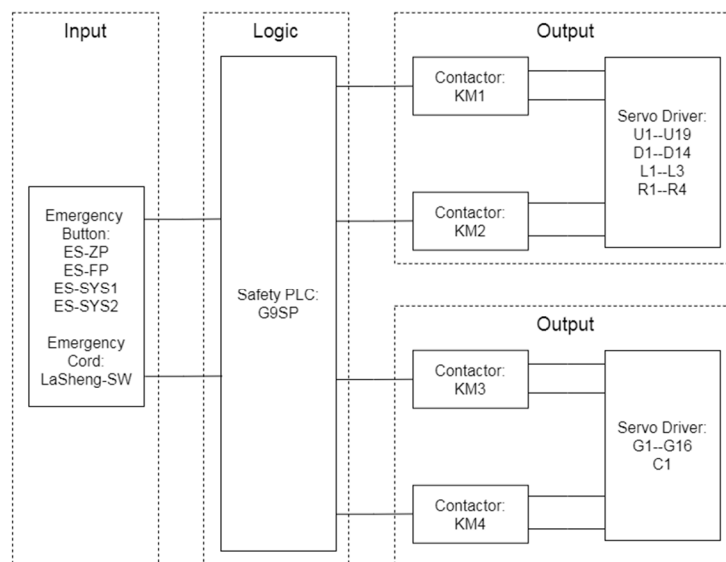 Input
Logic
Output
Emergency
Button:
ES-ZP
ES-FP
ES-SYS1
ES-SYS2
Emergency
Cord:
LaSheng-SW
Safety PLC:
G9SP
Contactor:
KM1
Contactor:
KM2
Servo Driver:
U1--U19
D1--D14
L1--L3
R1--R4
Output
Contactor:
KM3
Contactor:
KM4
Servo Driver:
G1--G16
C1